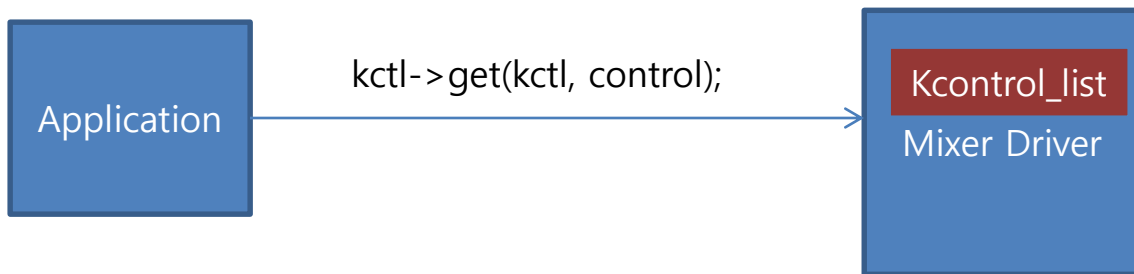 kctl->get(kctl, control);
Application
Kcontrol_list
Mixer Driver